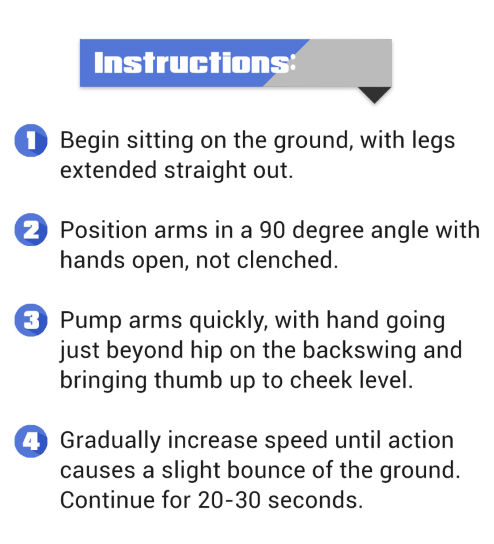 Instructions:
1 Begin sitting on the ground, with legs
extended straight out.
2 Position arms in a 90 degree angle with
hands open, not clenched.
3 Pump arms quickly, with hand going
just beyond hip on the backswing and
bringing thumb up to cheek level.
4 Gradually increase speed until action
causes a slight bounce of the ground.
Continue for 20-30 seconds.